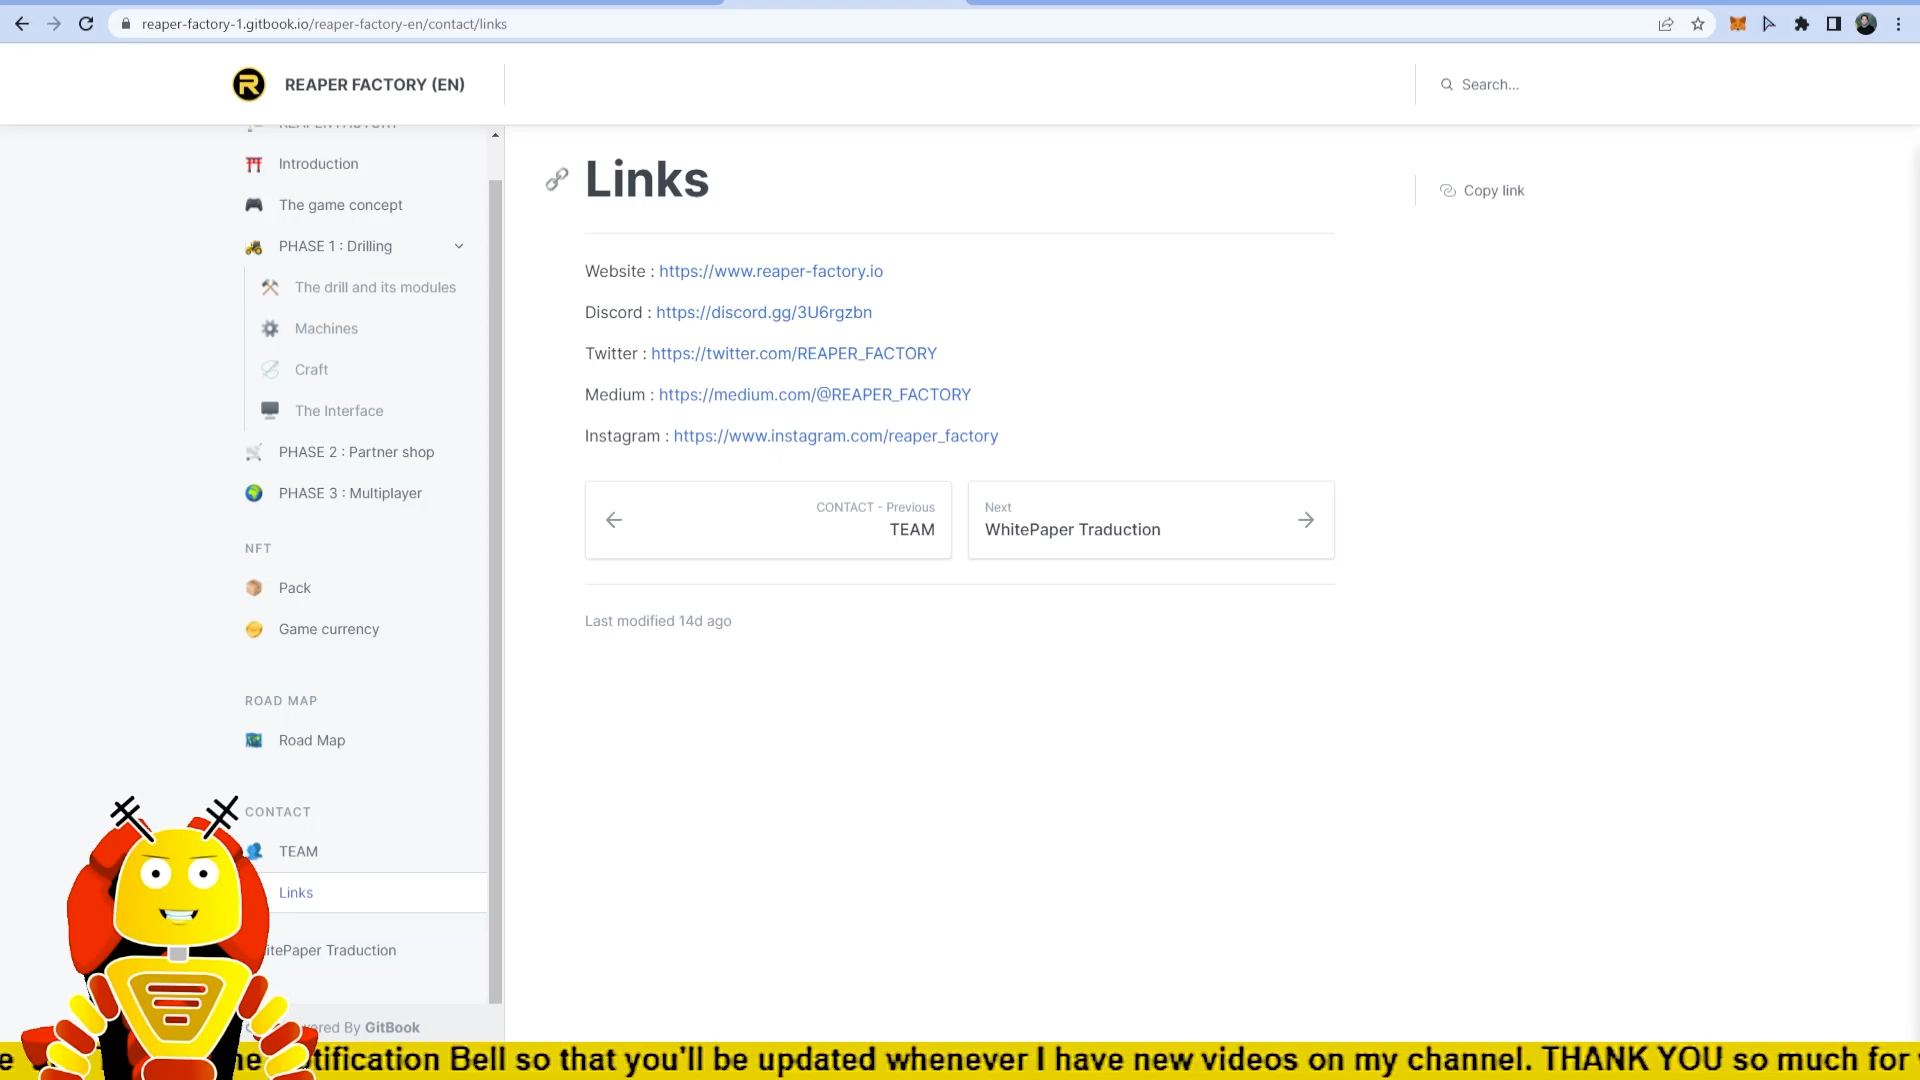 reaper-factory-1.gitbook.io/reaper-factory-en/contact/links
REAPER FACTORY (EN)
Search...
REAPER FACTORY
Introduction
The game concept
PHASE 1 : Drilling
The drill and its modules
Machines
Craft
The Interface
PHASE 2 : Partner shop
PHASE 3 : Multiplayer
NFT
Pack
Game currency
ROAD MAP
Road Map
CONTACT
TEAM
Links
itePaper Traduction
ered By GitBook
Links
Copy link
Website : https://www.reaper-factory.io
Discord : https://discord.gg/3U6rgzbn
Twitter : https://twitter.com/REAPER_FACTORY
Medium : https://medium.com/@REAPER_FACTORY
Instagram : https://www.instagram.com/reaper_factory
CONTACT - Previous
TEAM
Next
WhitePaper Traduction
Last modified 14d ago
e he tification Bell so that you'll be updated whenever I have new videos on my channel. THANK YOU so much for